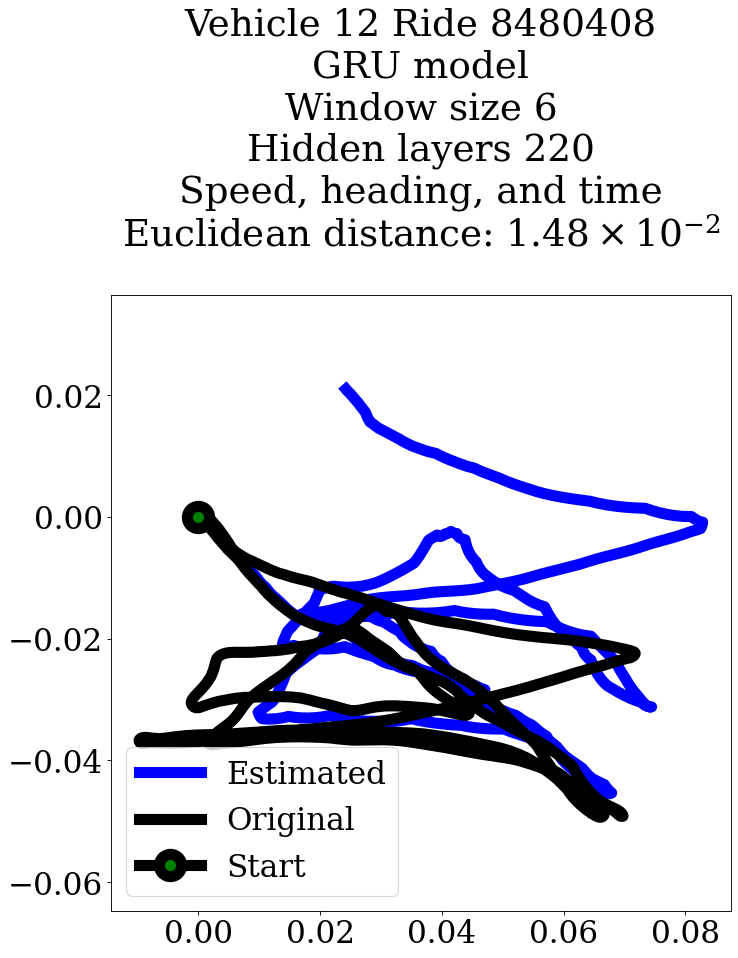 Vehicle 12 Ride 8480408
GRU model
Window size 6
Hidden layers 220
Speed, heading, and time
Euclidean distance: 1.48 × 10⁻²
0.02
0.00
−0.02
−0.04
−0.06
Estimated
Original
Start
0.00 0.02 0.04 0.06 0.08